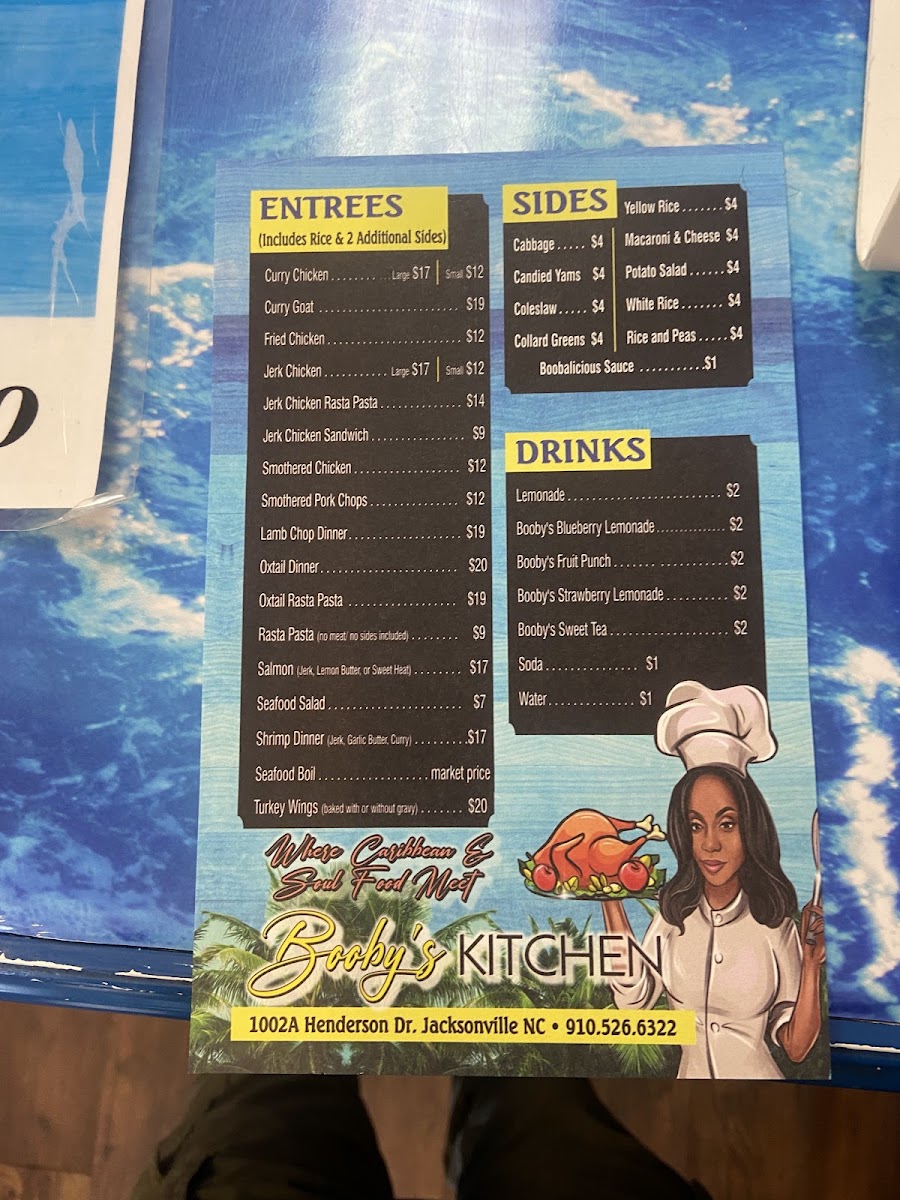 ENTREES
(Includes Rice & 2 Additional Sides)
Curry Chicken . . . . . . . . . . . Large $17 | Small $12
Curry Goat . . . . . . . . . . . . . . . . . . . . $19
Fried Chicken . . . . . . . . . . . . . . . . . . . $12
Jerk Chicken . . . . . . . . . . . Large $17 | Small $12
Jerk Chicken Rasta Pasta . . . . . . . . . . . $14
Jerk Chicken Sandwich . . . . . . . . . . . . . $9
Smothered Chicken . . . . . . . . . . . . . . . $12
Smothered Pork Chops . . . . . . . . . . . . . $12
Lamb Chop Dinner . . . . . . . . . . . . . . . . $19
Oxtail Dinner . . . . . . . . . . . . . . . . . . . . $20
Oxtail Rasta Pasta . . . . . . . . . . . . . . . . $19
Rasta Pasta (no meat/ no sides included) . . . . . . . . $9
Salmon (Jerk, Lemon Butter, or Sweet Heat) . . . . . . . . $17
Seafood Salad . . . . . . . . . . . . . . . . . . . $7
Shrimp Dinner (Jerk, Garlic Butter, Curry) . . . . . . . . . $17
Seafood Boil . . . . . . . . . . . . . . . . . market price
Turkey Wings (baked with or without gravy) . . . . . . . $20
SIDES
Cabbage . . . . . $4
Candied Yams $4
Coleslaw . . . . . $4
Collard Greens $4
Yellow Rice . . . . . . . $4
Macaroni & Cheese $4
Potato Salad . . . . . . $4
White Rice . . . . . . . $4
Rice and Peas . . . . . $4
Boobalicious Sauce . . . . . . . . . . . $1
DRINKS
Lemonade . . . . . . . . . . . . . . . . . . . . . . . . $2
Booby's Blueberry Lemonade . . . . . . . . . . . . . . $2
Booby's Fruit Punch . . . . . . . . . . . . . . . . . . $2
Booby's Strawberry Lemonade . . . . . . . . . . $2
Booby's Sweet Tea . . . . . . . . . . . . . . . . . . . $2
Soda . . . . . . . . . . . . . . $1
Water . . . . . . . . . . . . . $1
Where Caribbean &
Soul Food Meet
Booby's KITCHEN
1002A Henderson Dr. Jacksonville NC • 910.526.6322